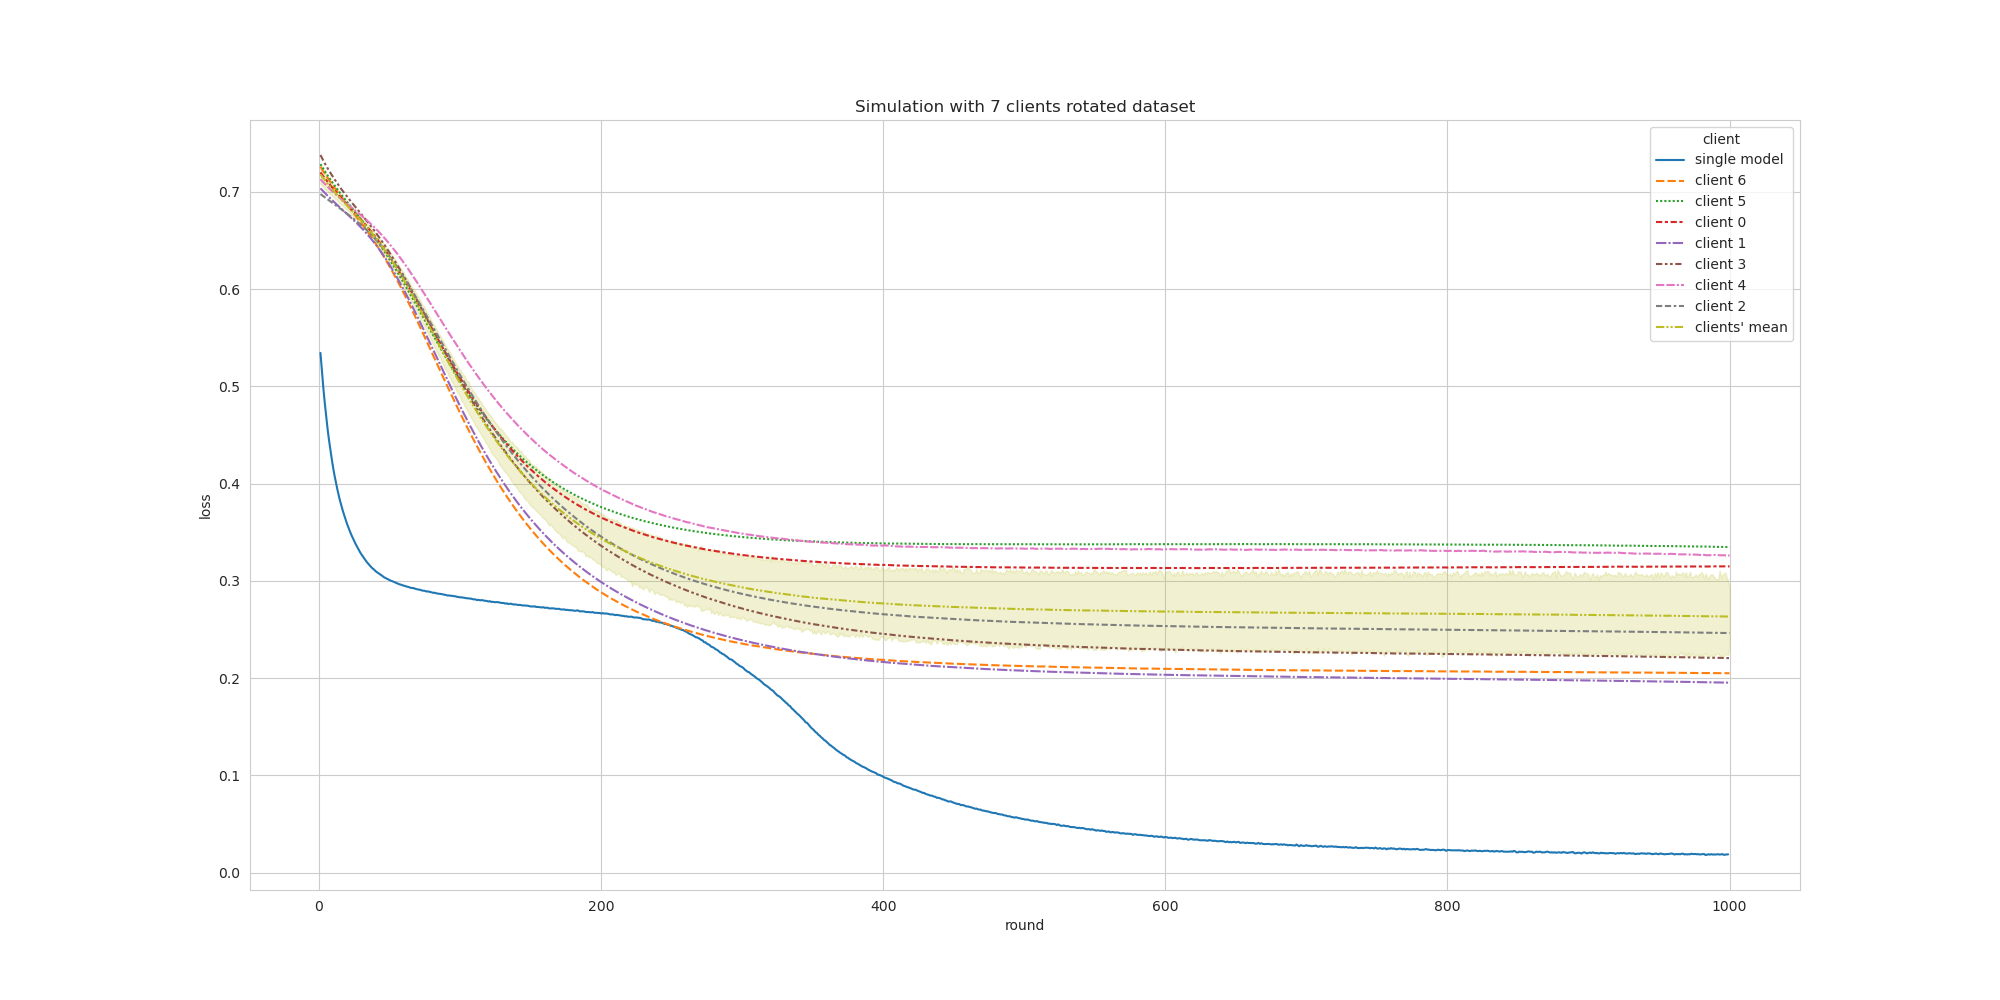 Simulation with 7 clients rotated dataset
client
single model
client 6
client 5
client 0
client 1
client 3
client 4
client 2
clients' mean
loss
0.7
0.6
0.5
0.4
0.3
0.2
0.1
0.0
0 200 400 600 800 1000
round